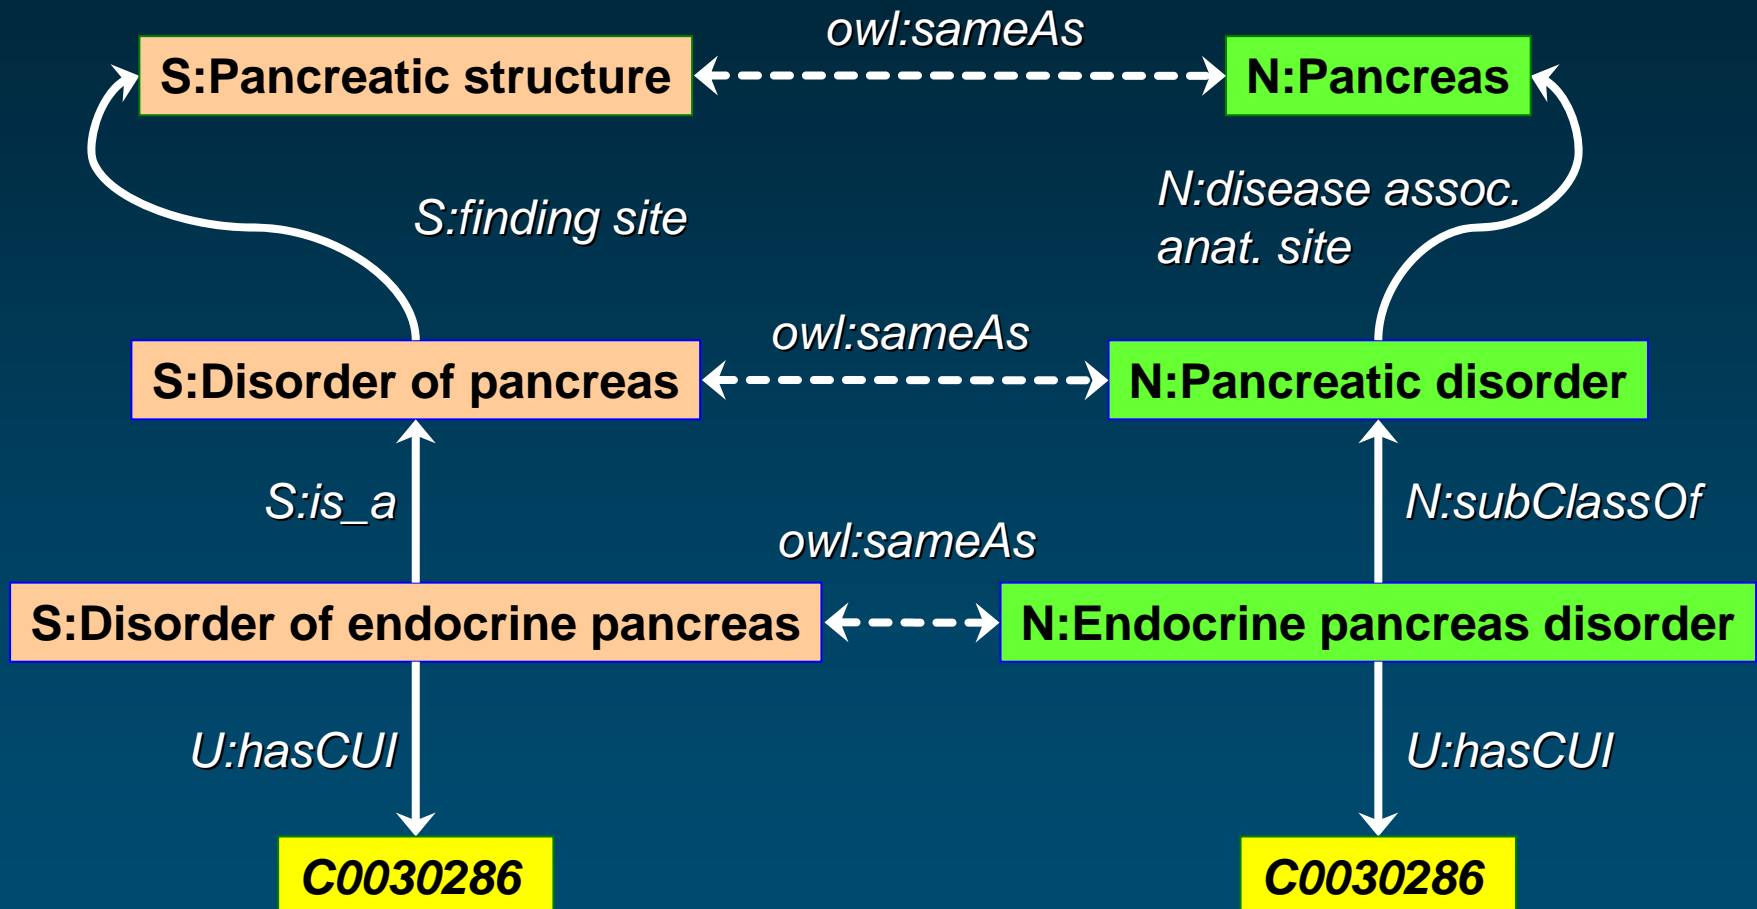 owl:sameAs
S:Pancreatic structure
N:Pancreas
S:finding site
N:disease assoc.
anat. site
owl:sameAs
S:Disorder of pancreas
N:Pancreatic disorder
S:is_a
N:subClassOf
owl:sameAs
S:Disorder of endocrine pancreas
N:Endocrine pancreas disorder
U:hasCUI
U:hasCUI
C0030286
C0030286